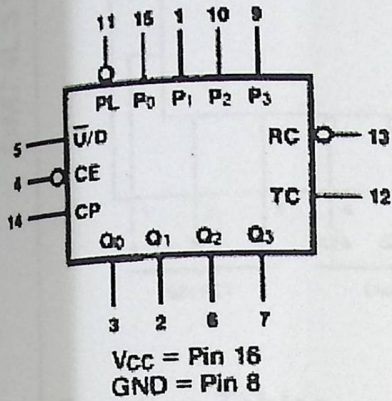 11 15 1 10 9
PL P0 P1 P2 P3
5 U̅/D RC 13
4 CE
14 CP TC 12
Q0 Q1 Q2 Q3
3 2 6 7
VCC = Pin 16
GND = Pin 8